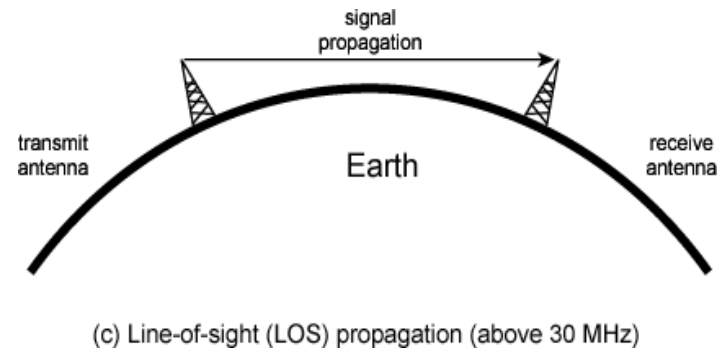 signal
propagation
transmit
antenna
receive
antenna
Earth
(c) Line-of-sight (LOS) propagation (above 30 MHz)